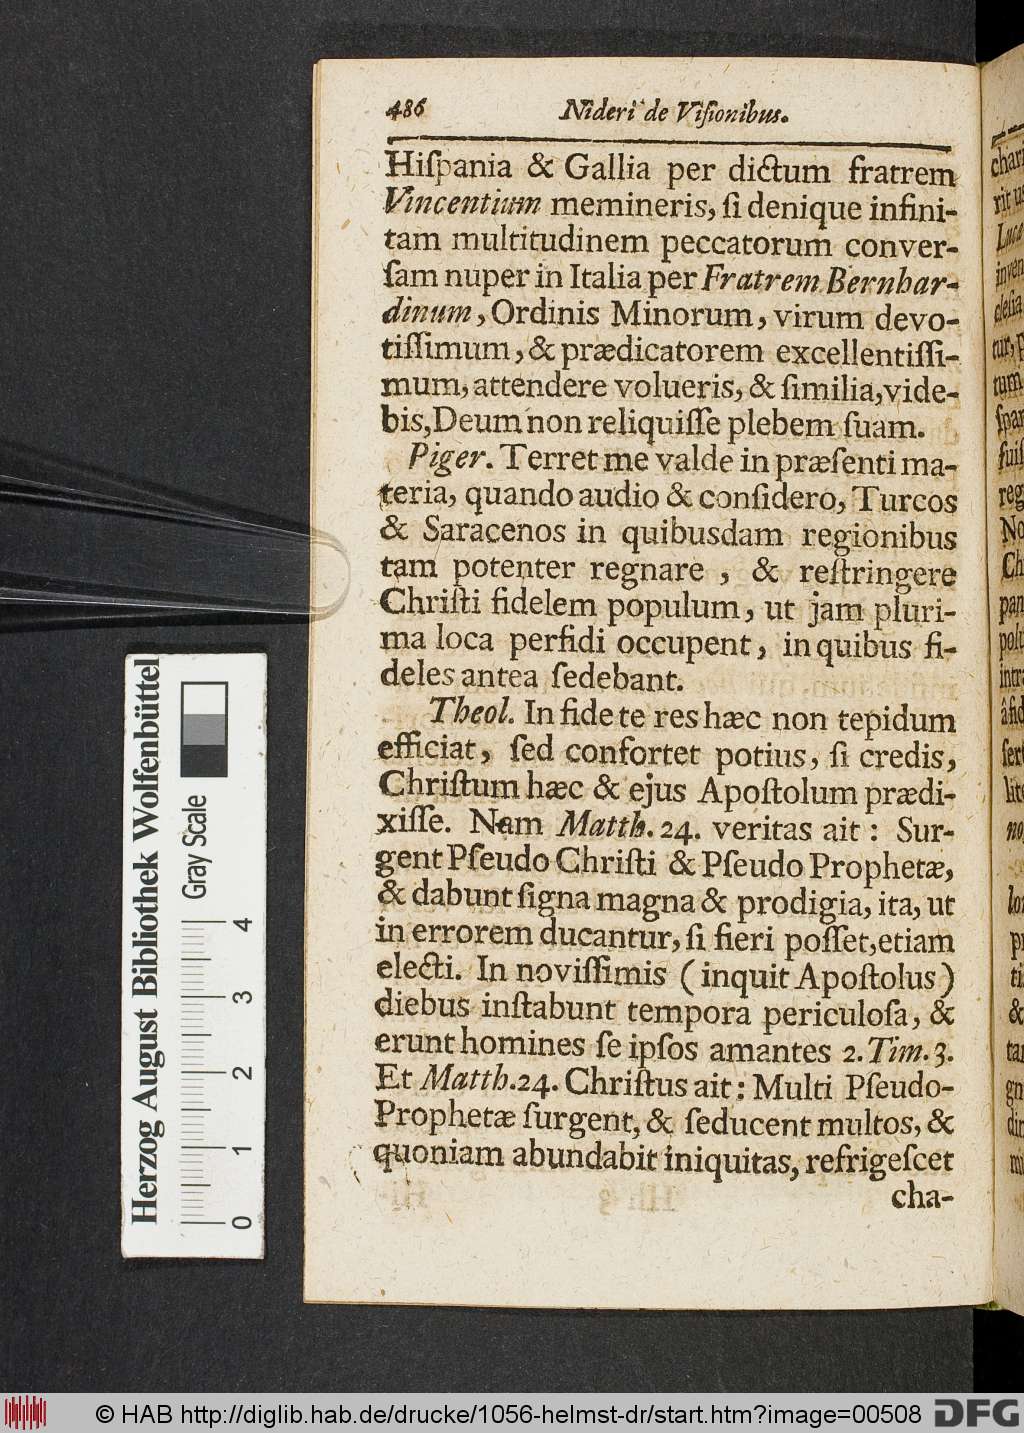 486 Nideri de Viſionibus.
Hiſpania & Gallia per dictum fratrem
Vincentium memineris, ſi denique infini-
tam multitudinem peccatorum conver-
ſam nuper in Italia per Fratrem Bernhar-
dinum, Ordinis Minorum, virum devo-
tiſſimum, & prædicatorem excellentiſſi-
mum, attendere volueris, & ſimilia, vide-
bis, Deum non reliquiſſe plebem ſuam.
Piger. Terret me valde in præſenti ma-
teria, quando audio & conſidero, Turcos
& Saracenos in quibusdam regionibus
tam potenter regnare, & reſtringere
Chriſti fidelem populum, ut jam pluri-
ma loca perfidi occupent, in quibus fi-
deles antea ſedebant.
Theol. In fide te res hæc non tepidum
efficiat, ſed confortet potius, ſi credis,
Chriſtum hæc & ejus Apoſtolum prædi-
xiſſe. Nam Matth. 24. veritas ait: Sur-
gent Pſeudo Chriſti & Pſeudo Prophetæ,
& dabunt ſigna magna & prodigia, ita, ut
in errorem ducantur, ſi fieri poſſet, etiam
electi. In noviſſimis (inquit Apoſtolus)
diebus inſtabunt tempora periculoſa, &
erunt homines ſe ipſos amantes 2. Tim. 3.
Et Matth. 24. Chriſtus ait: Multi Pſeudo-
Prophetæ ſurgent, & ſeducent multos, &
quoniam abundabit iniquitas, refrigeſcet
cha-
Herzog August Bibliothek Wolfenbüttel
Gray Scale
0 1 2 3 4
© HAB http://diglib.hab.de/drucke/1056-helmst-dr/start.htm?image=00508
DFG